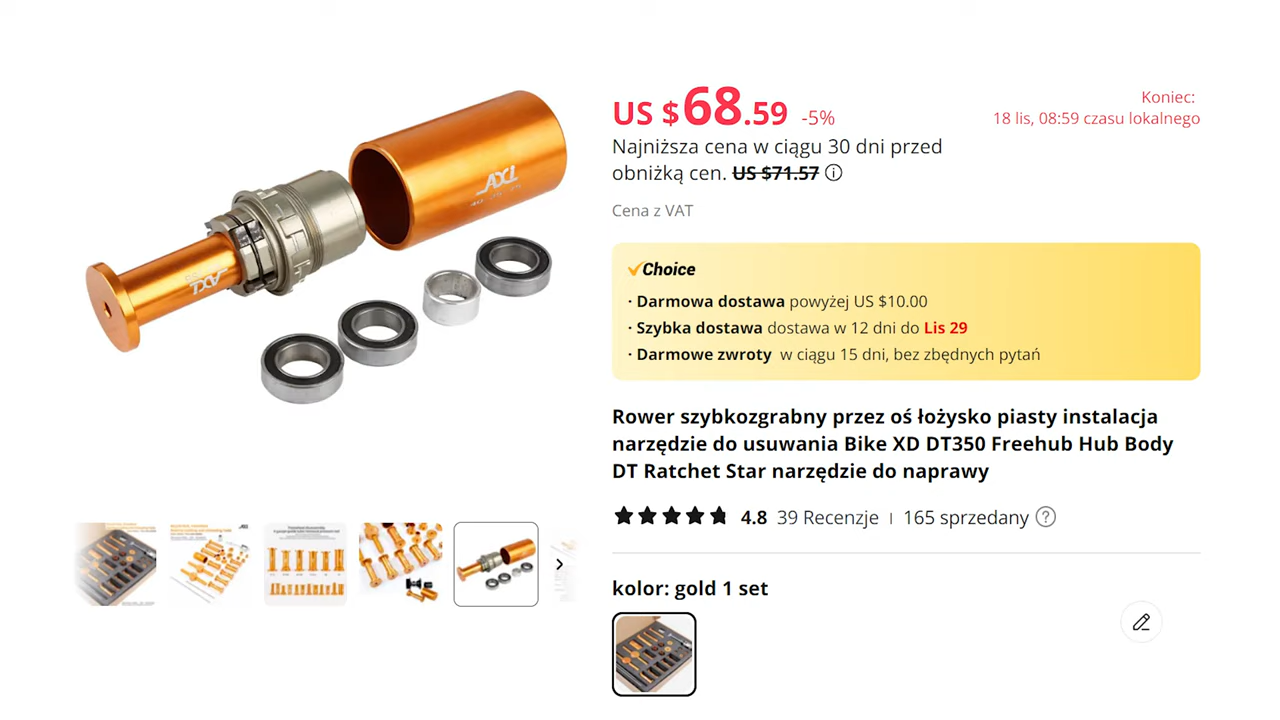 US $68.59 -5%
Koniec:
18 lis, 08:59 czasu lokalnego
Najniższa cena w ciągu 30 dni przed
obniżką cen. US $71.57
Cena z VAT
Choice
· Darmowa dostawa powyżej US $10.00
· Szybka dostawa dostawa w 12 dni do Lis 29
· Darmowe zwroty w ciągu 15 dni, bez zbędnych pytań
Rower szybkozgrabny przez oś łożysko piasty instalacja
narzędzie do usuwania Bike XD DT350 Freehub Hub Body
DT Ratchet Star narzędzie do naprawy
4.8 39 Recenzje | 165 sprzedany
kolor: gold 1 set
AXL
AXL